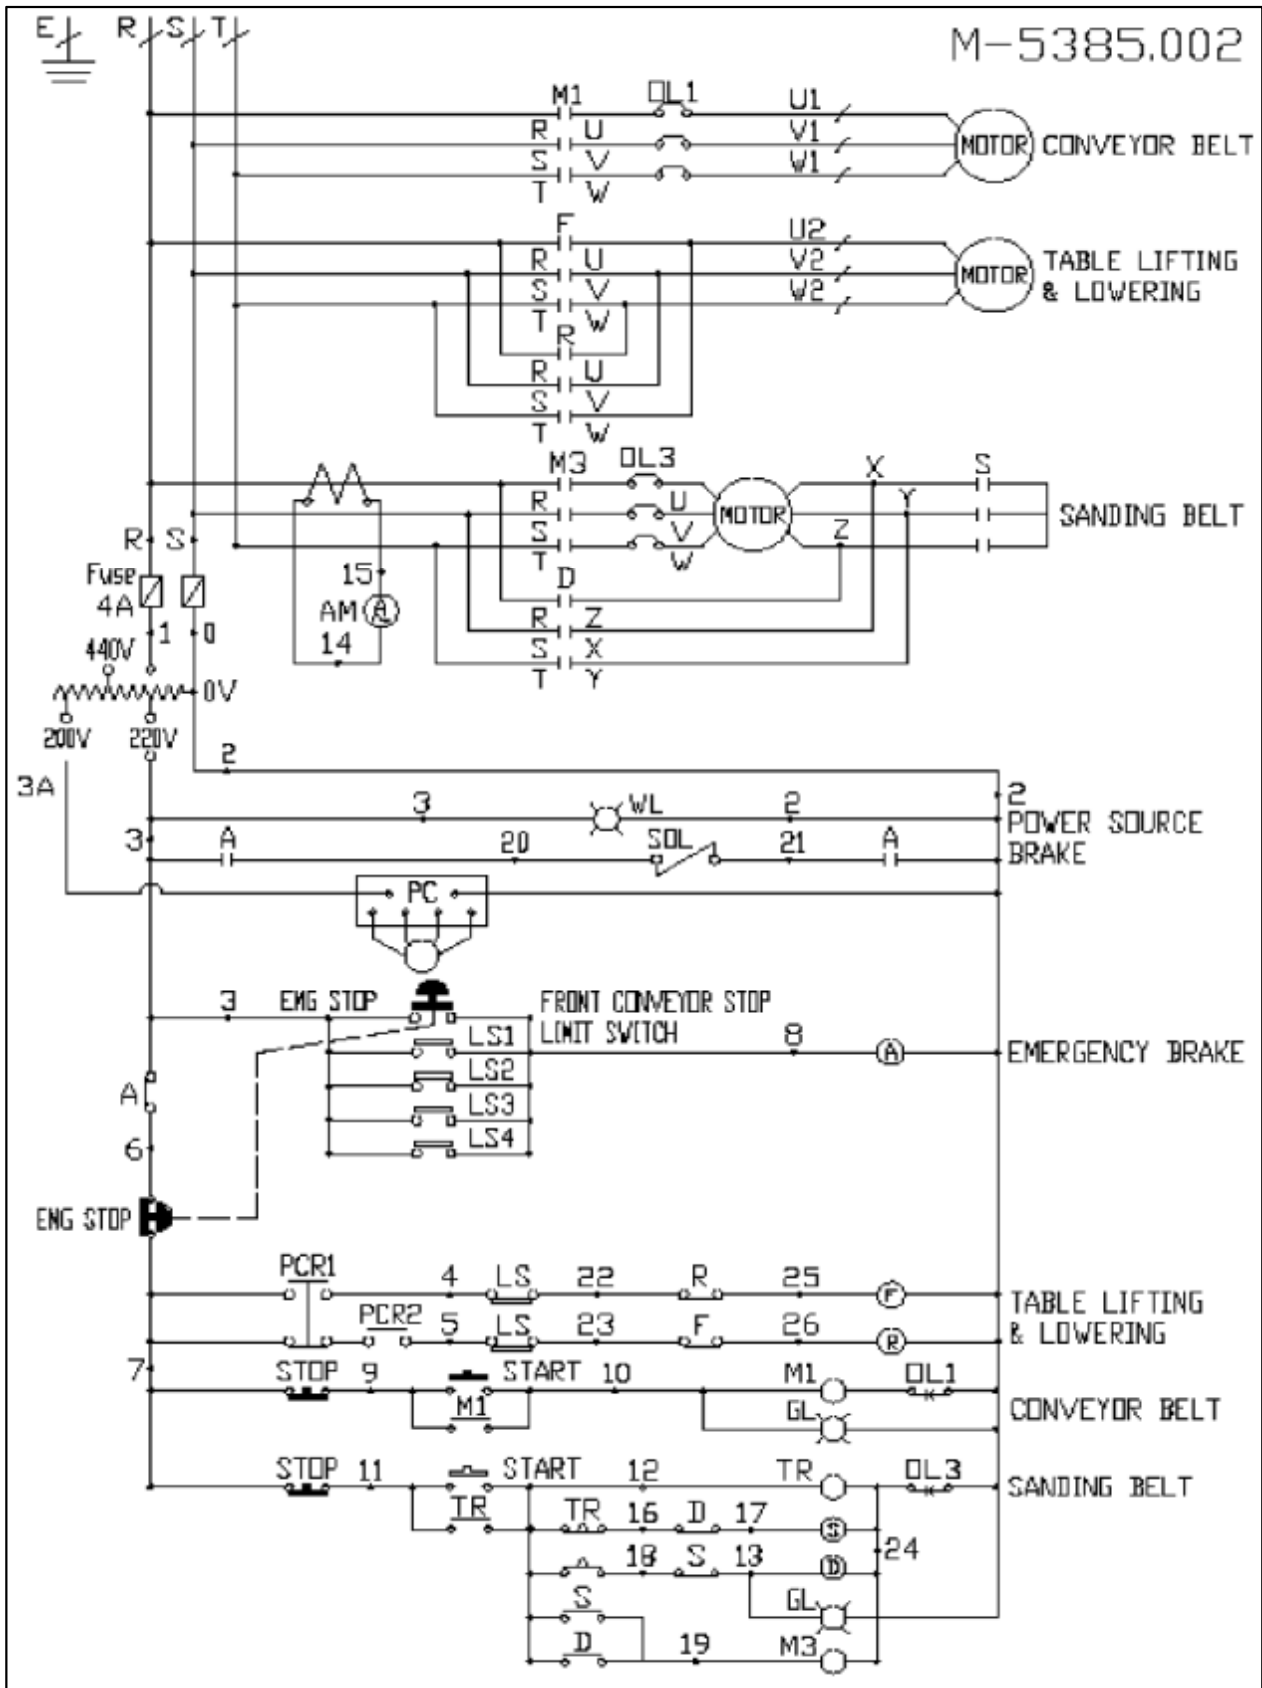 E R S T M-5385.002
M1 OL1 U1
R U V1 MOTOR CONVEYOR BELT
S V W1
T W
F U2
R U V2 MOTOR TABLE LIFTING
S V W2 & LOWERING
T W
R
R U
S V
T W
M3 OL3 X S
R U MOTOR Y SANDING BELT
S V Z
T W
R S
Fuse 15 D
4A AM A R Z
1 0 14 S X
440V T Y
0V
200V 220V
3A 2
2
3 WL 2 POWER SOURCE
3 A 20 SOL 21 A BRAKE
PC
3 EMG STOP FRONT CONVEYOR STOP
LIMIT SWITCH
LS1 8 A EMERGENCY BRAKE
LS2
A LS3
6 LS4
ENG STOP
PCR1 4 LS 22 R 25 F TABLE LIFTING
PCR2 5 LS 23 F 26 R & LOWERING
7 STOP 9 START 10 M1 OL1
M1 GL CONVEYOR BELT
STOP 11 START 12 TR OL3 SANDING BELT
TR TR 16 D 17 S
18 S 13 D 24
S GL
D 19 M3